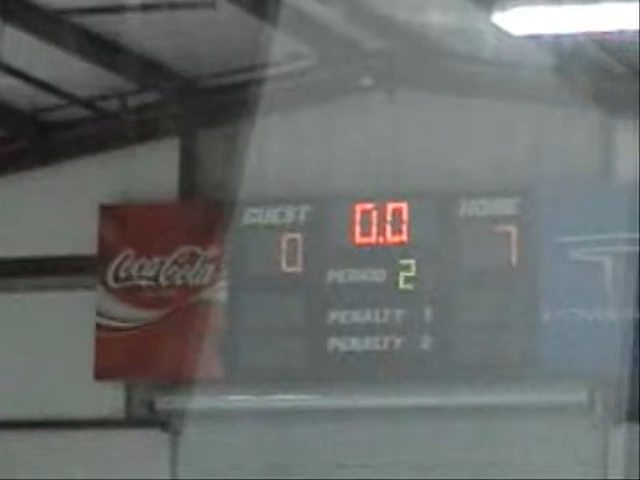 GUEST 0.0 HOME
0 7
Coca-Cola
PERIOD 2
PENALTY 1
PENALTY 2